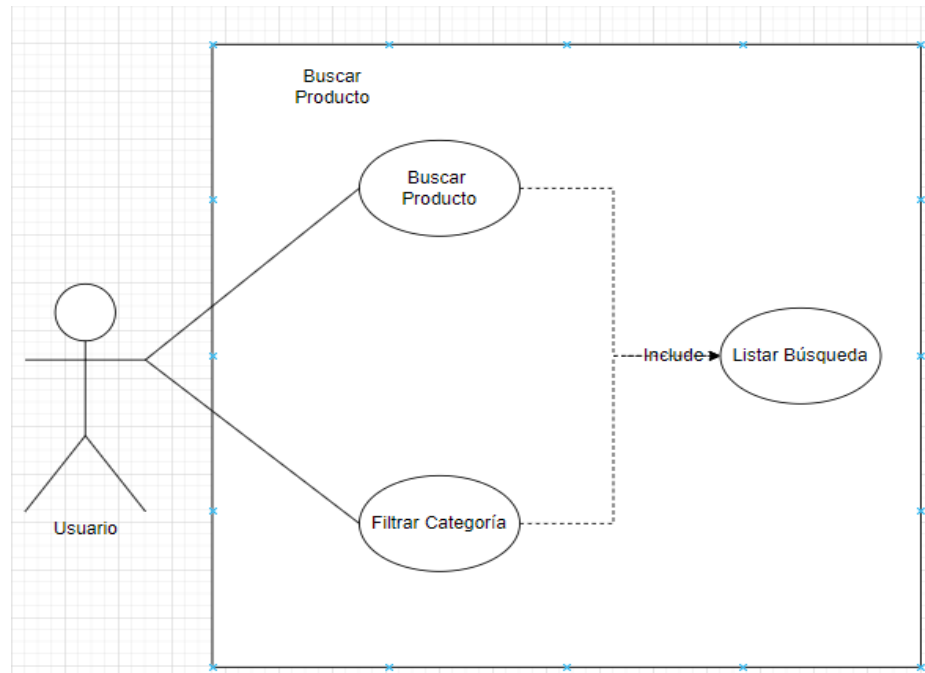 Buscar
Producto
Buscar
Producto
Include
Listar Búsqueda
Filtrar Categoría
Usuario